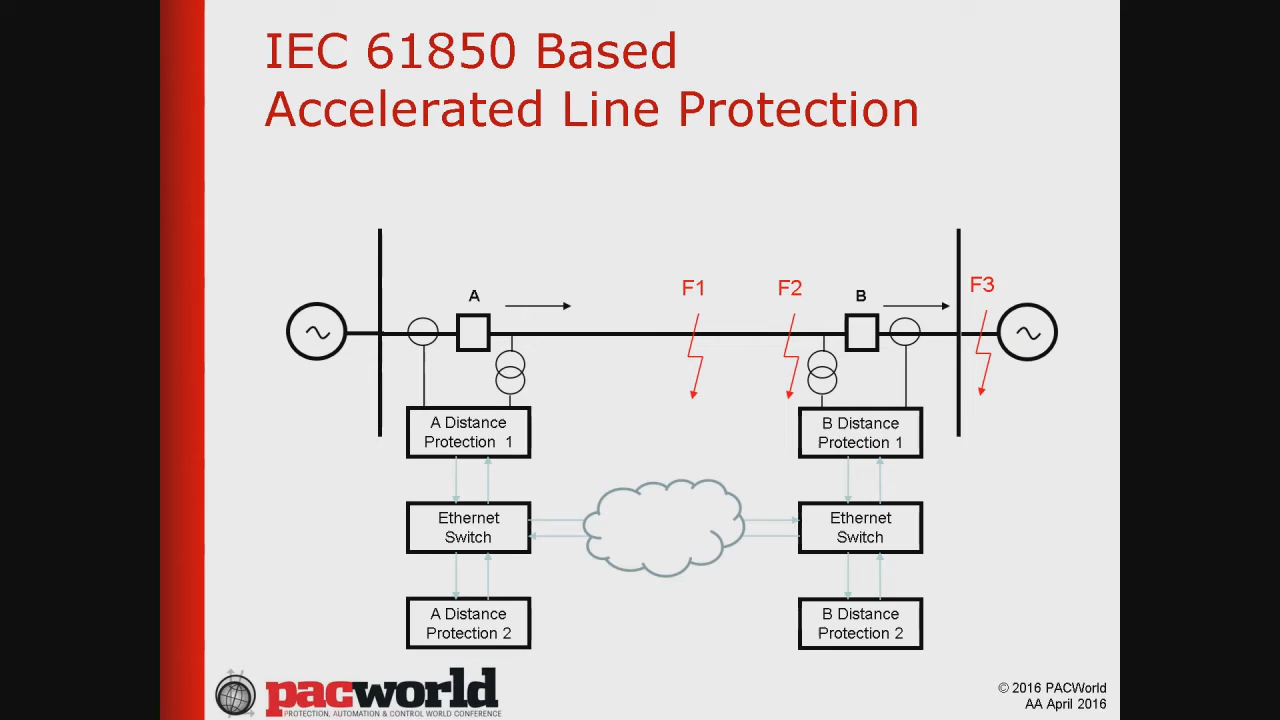 IEC 61850 Based
Accelerated Line Protection
A
F1
F2
B
F3
A Distance
Protection 1
B Distance
Protection 1
Ethernet
Switch
Ethernet
Switch
A Distance
Protection 2
B Distance
Protection 2
pacworld
PROTECTION, AUTOMATION & CONTROL WORLD CONFERENCE
© 2016 PACWorld
AA April 2016